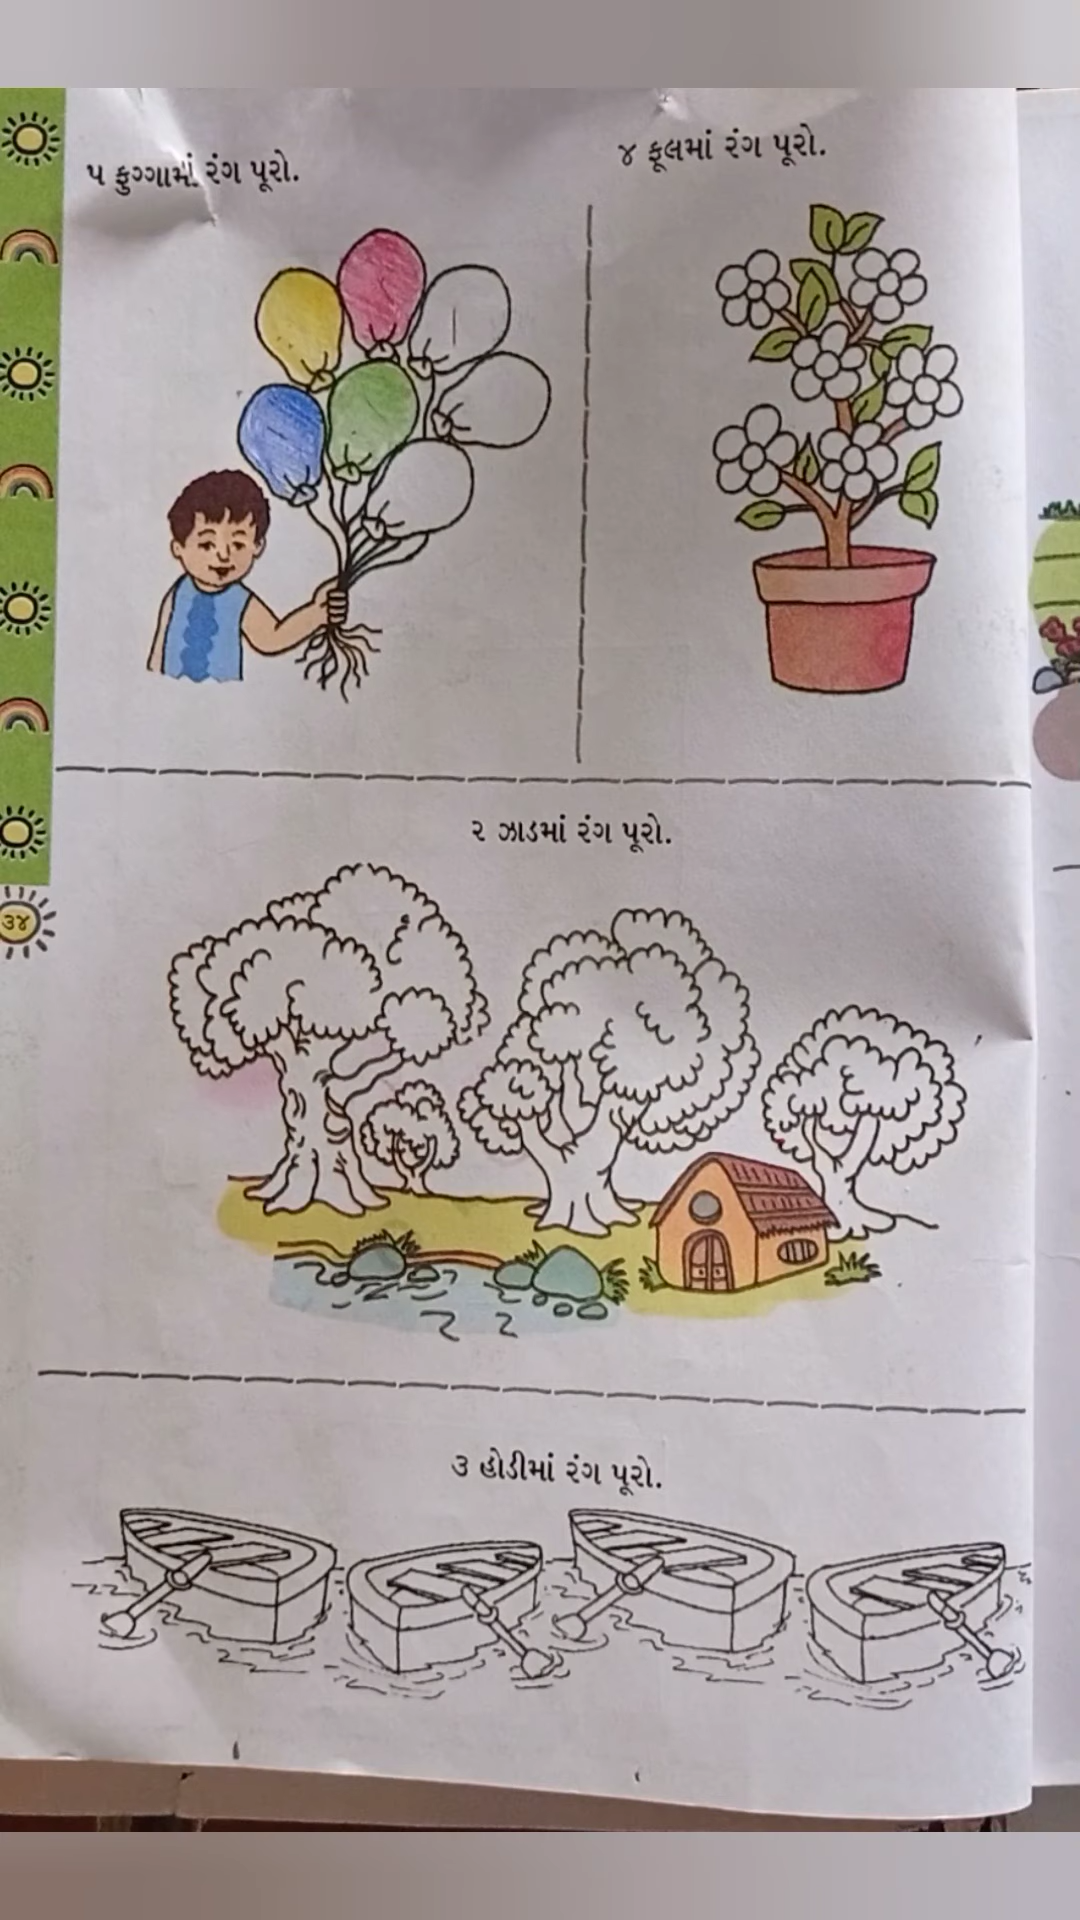 ૫ ફુગ્ગામાં રંગ પૂરો.
૪ ફૂલમાં રંગ પૂરો.
૨ ઝાડમાં રંગ પૂરો.
૩૪
૩ હોડીમાં રંગ પૂરો.